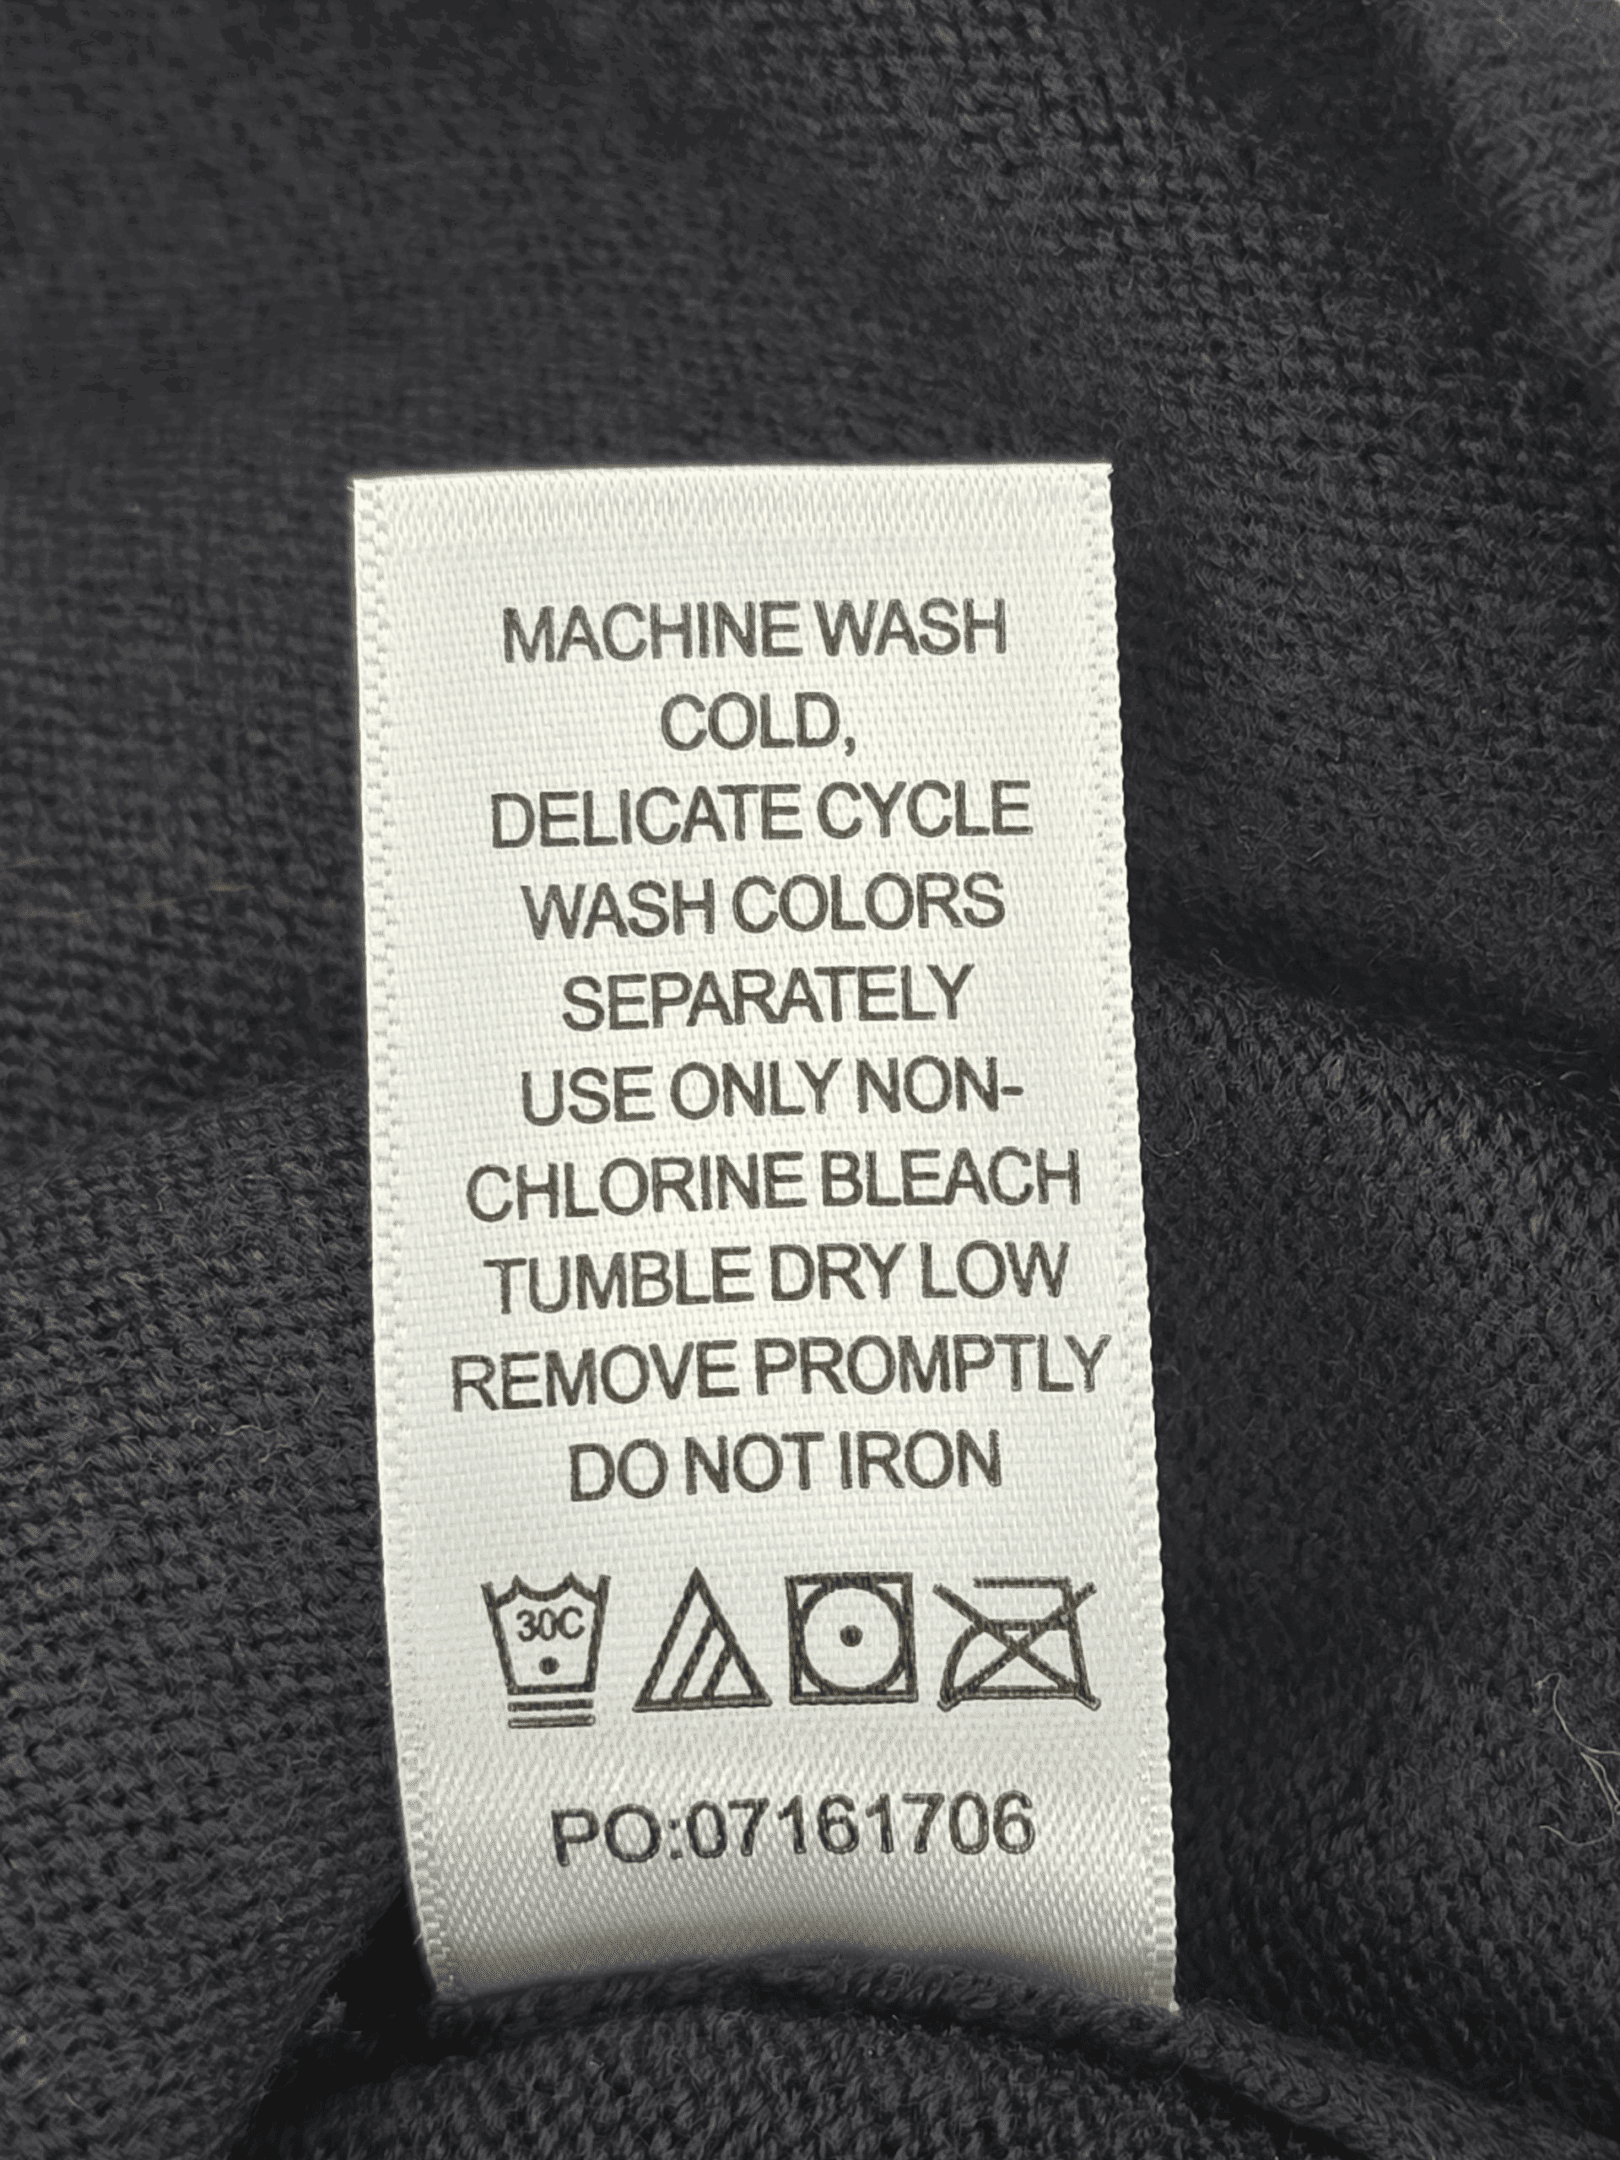 MACHINE WASH
COLD,
DELICATE CYCLE
WASH COLORS
SEPARATELY
USE ONLY NON-
CHLORINE BLEACH
TUMBLE DRY LOW
REMOVE PROMPTLY
DO NOT IRON
30C
PO:07161706